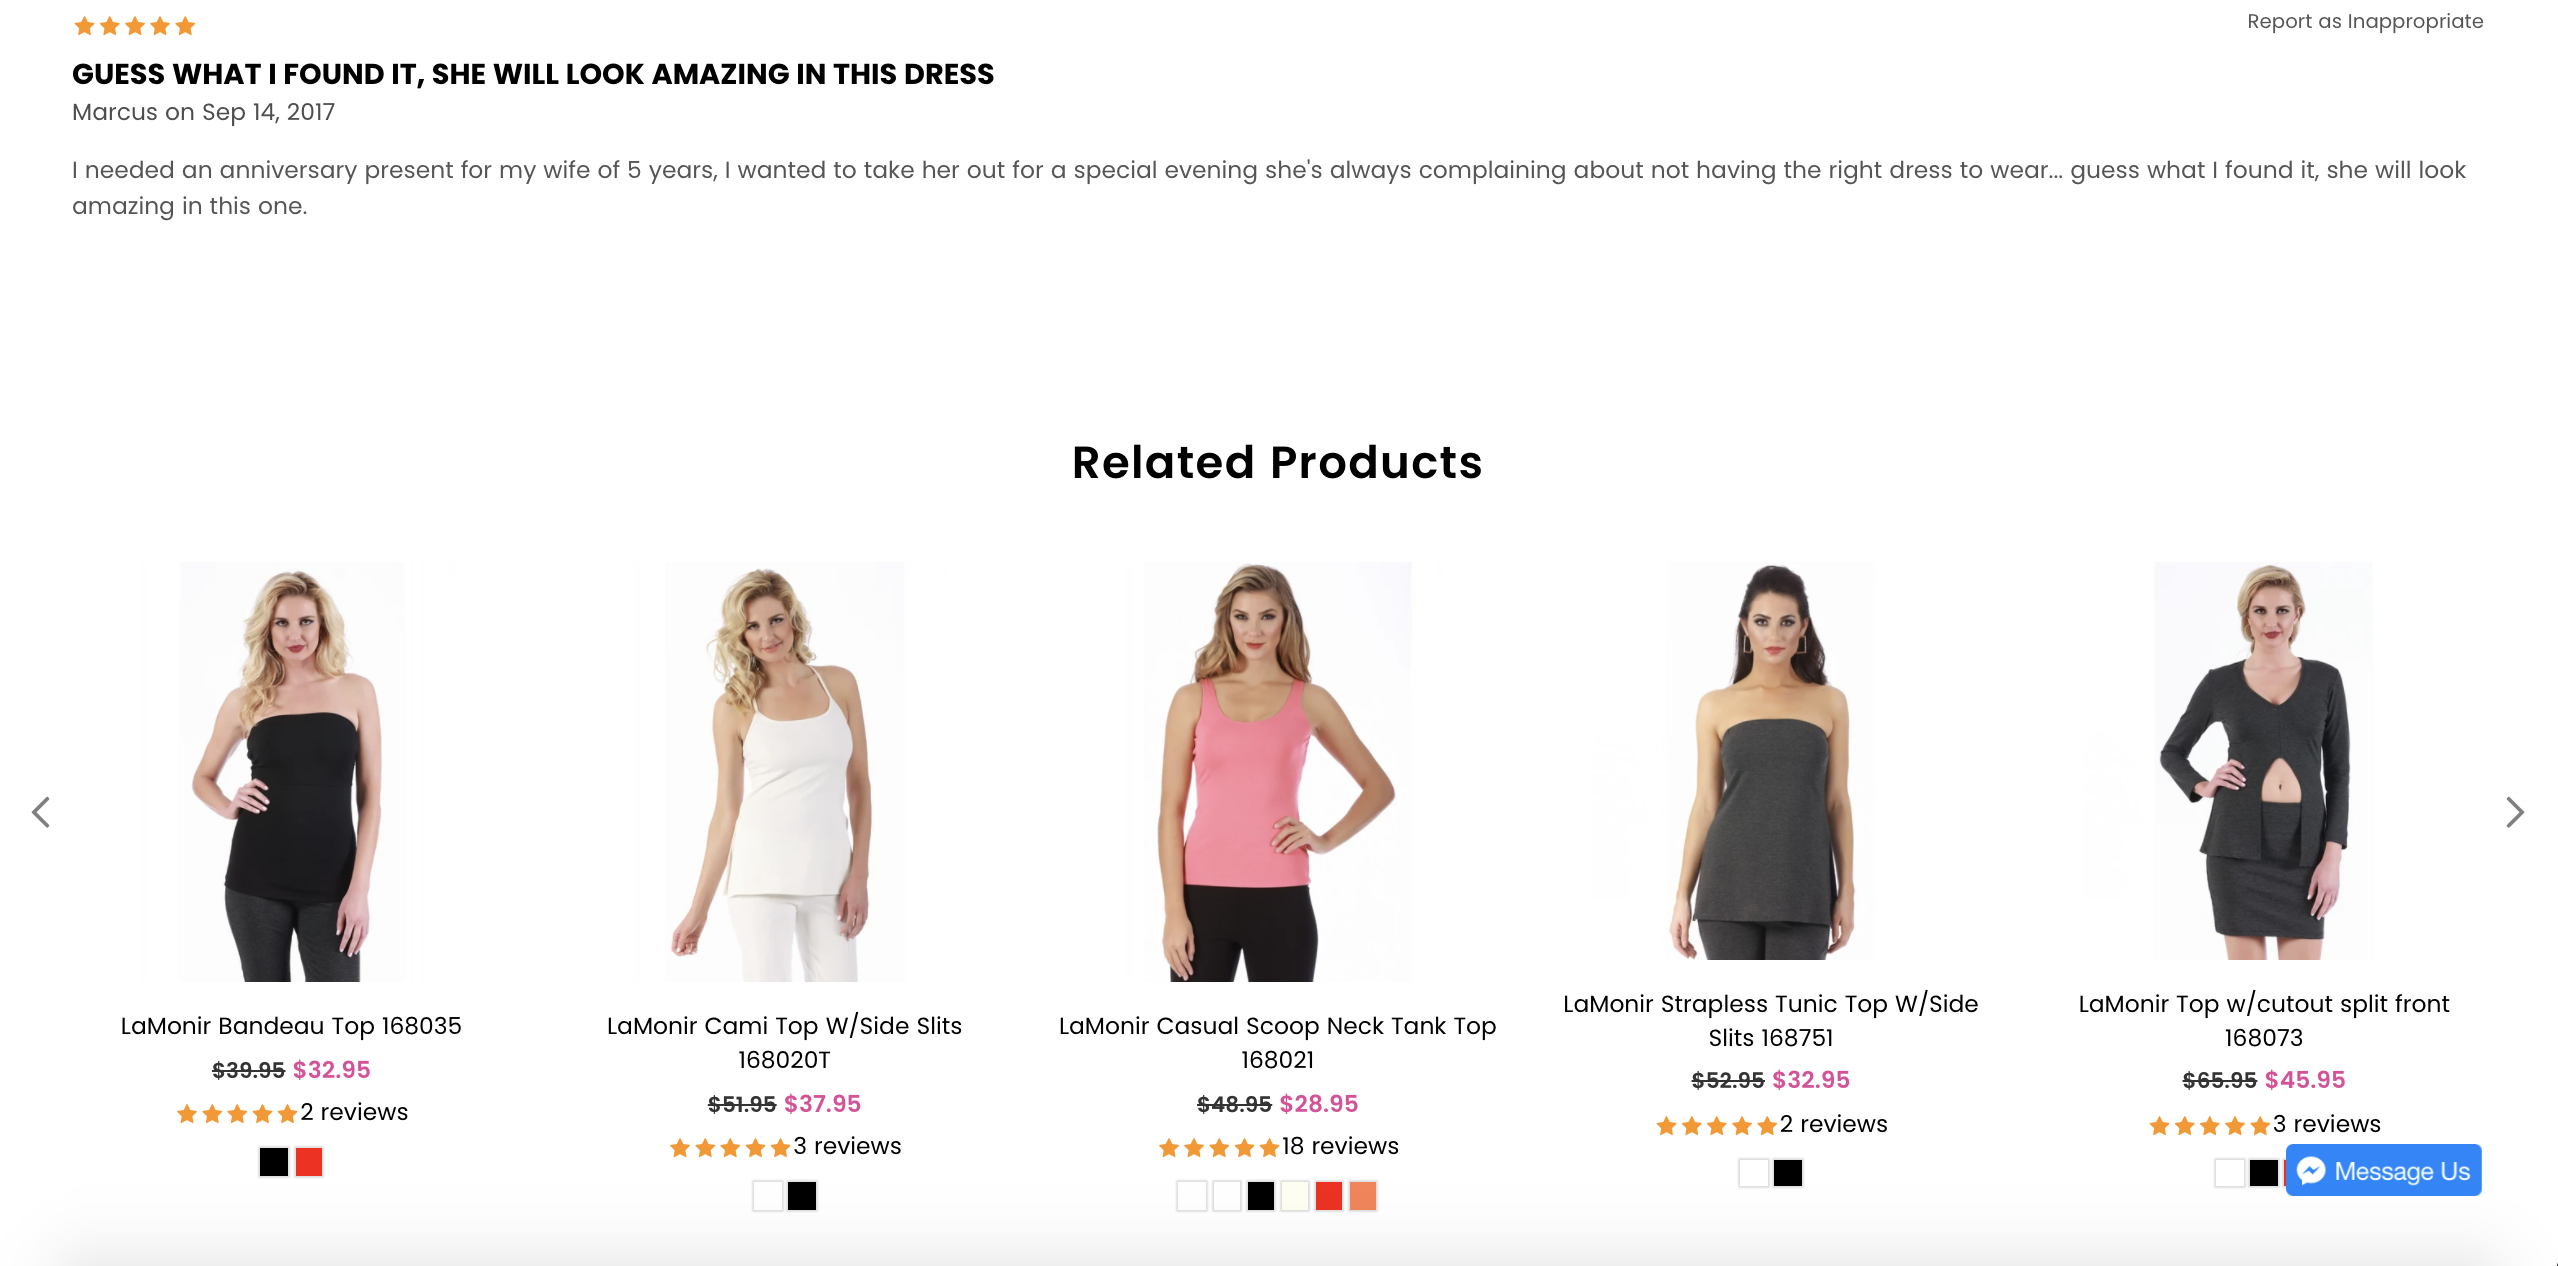 Report as Inappropriate
GUESS WHAT I FOUND IT, SHE WILL LOOK AMAZING IN THIS DRESS
Marcus on Sep 14, 2017
I needed an anniversary present for my wife of 5 years, I wanted to take her out for a special evening she's always complaining about not having the right dress to wear... guess what I found it, she will look
amazing in this one.
Related Products
LaMonir Bandeau Top 168035
$39.95 $32.95
2 reviews
LaMonir Cami Top W/Side Slits
168020T
$51.95 $37.95
3 reviews
LaMonir Casual Scoop Neck Tank Top
168021
$48.95 $28.95
18 reviews
LaMonir Strapless Tunic Top W/Side
Slits 168751
$52.95 $32.95
2 reviews
LaMonir Top w/cutout split front
168073
$65.95 $45.95
3 reviews
Message Us